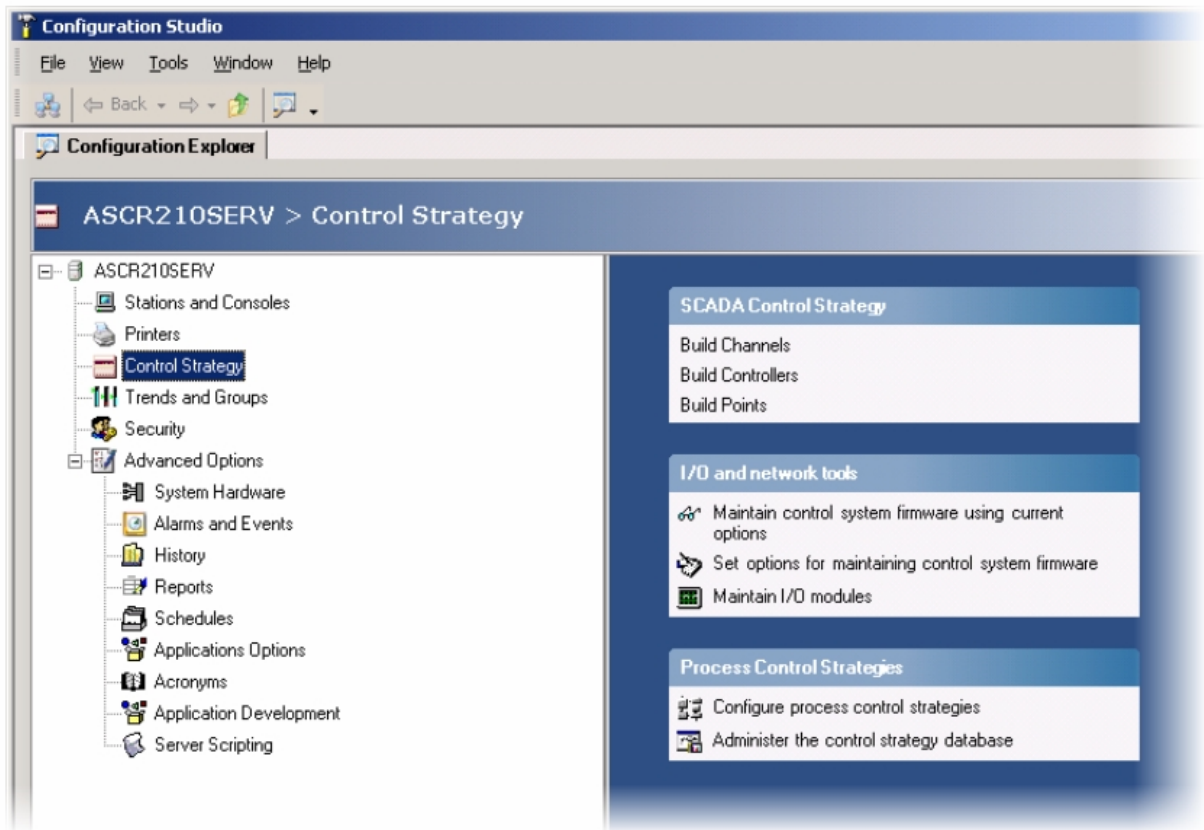 Configuration Studio
File View Tools Window Help
Back
Configuration Explorer
ASCR210SERV > Control Strategy
ASCR210SERV
Stations and Consoles
Printers
Control Strategy
Trends and Groups
Security
Advanced Options
System Hardware
Alarms and Events
History
Reports
Schedules
Applications Options
Acronyms
Application Development
Server Scripting
SCADA Control Strategy
Build Channels
Build Controllers
Build Points
I/O and network tools
Maintain control system firmware using current
options
Set options for maintaining control system firmware
Maintain I/O modules
Process Control Strategies
Configure process control strategies
Administer the control strategy database